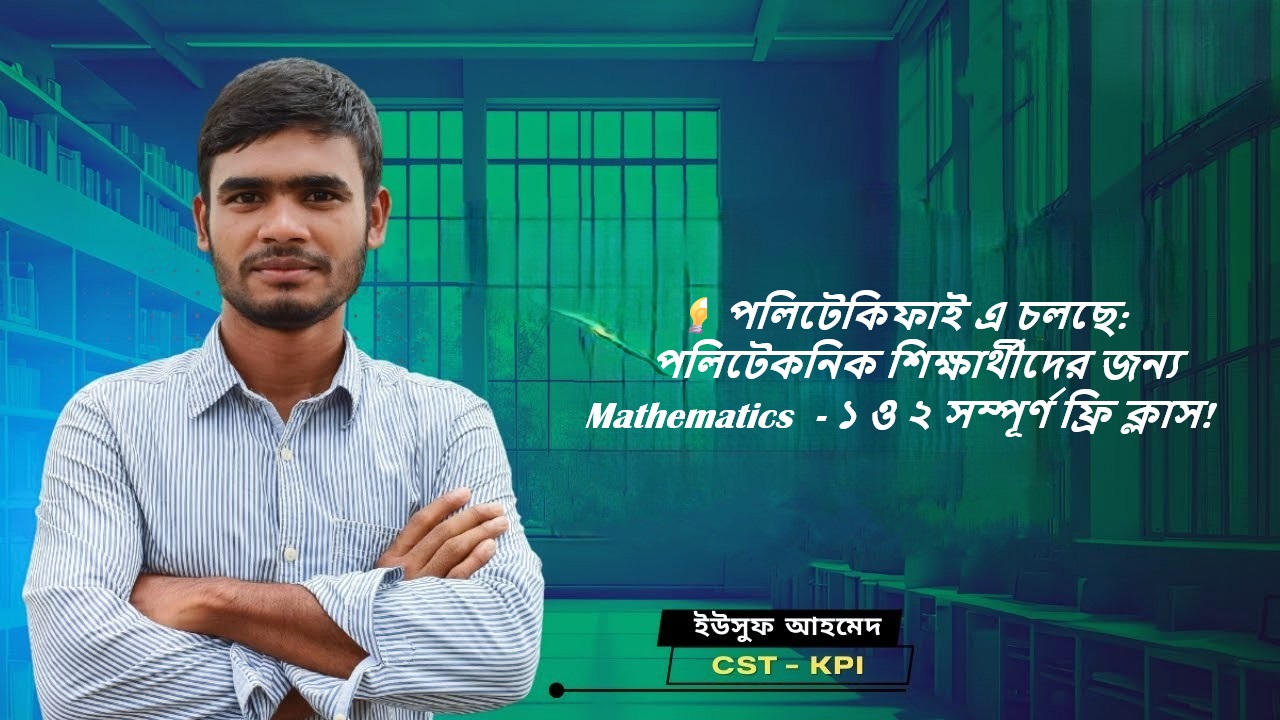 💡 পলিটেকিফাই এ চলছে:
পলিটেকনিক শিক্ষার্থীদের জন্য
Mathematics - ১ ও ২ সম্পূর্ণ ফ্রি ক্লাস!
ইউসুফ আহমেদ
CST - KPI